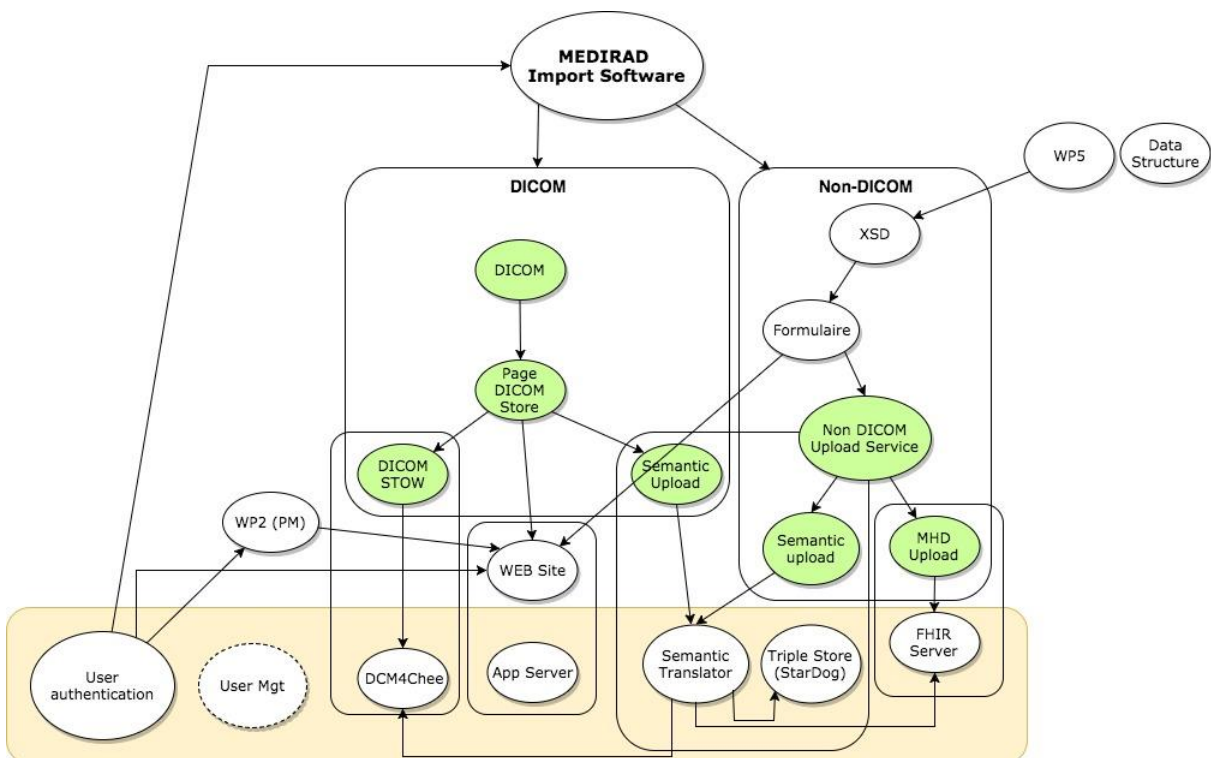 MEDIRAD
Import Software
WP5
Data
Structure
DICOM
Non-DICOM
XSD
DICOM
Formulaire
Page
DICOM
Store
Non DICOM
Upload Service
DICOM
STOW
Semantic
Upload
WP2 (PM)
WEB Site
Semantic
upload
MHD
Upload
User
authentication
User Mgt
DCM4Chee
App Server
Semantic
Translator
Triple Store
(StarDog)
FHIR
Server